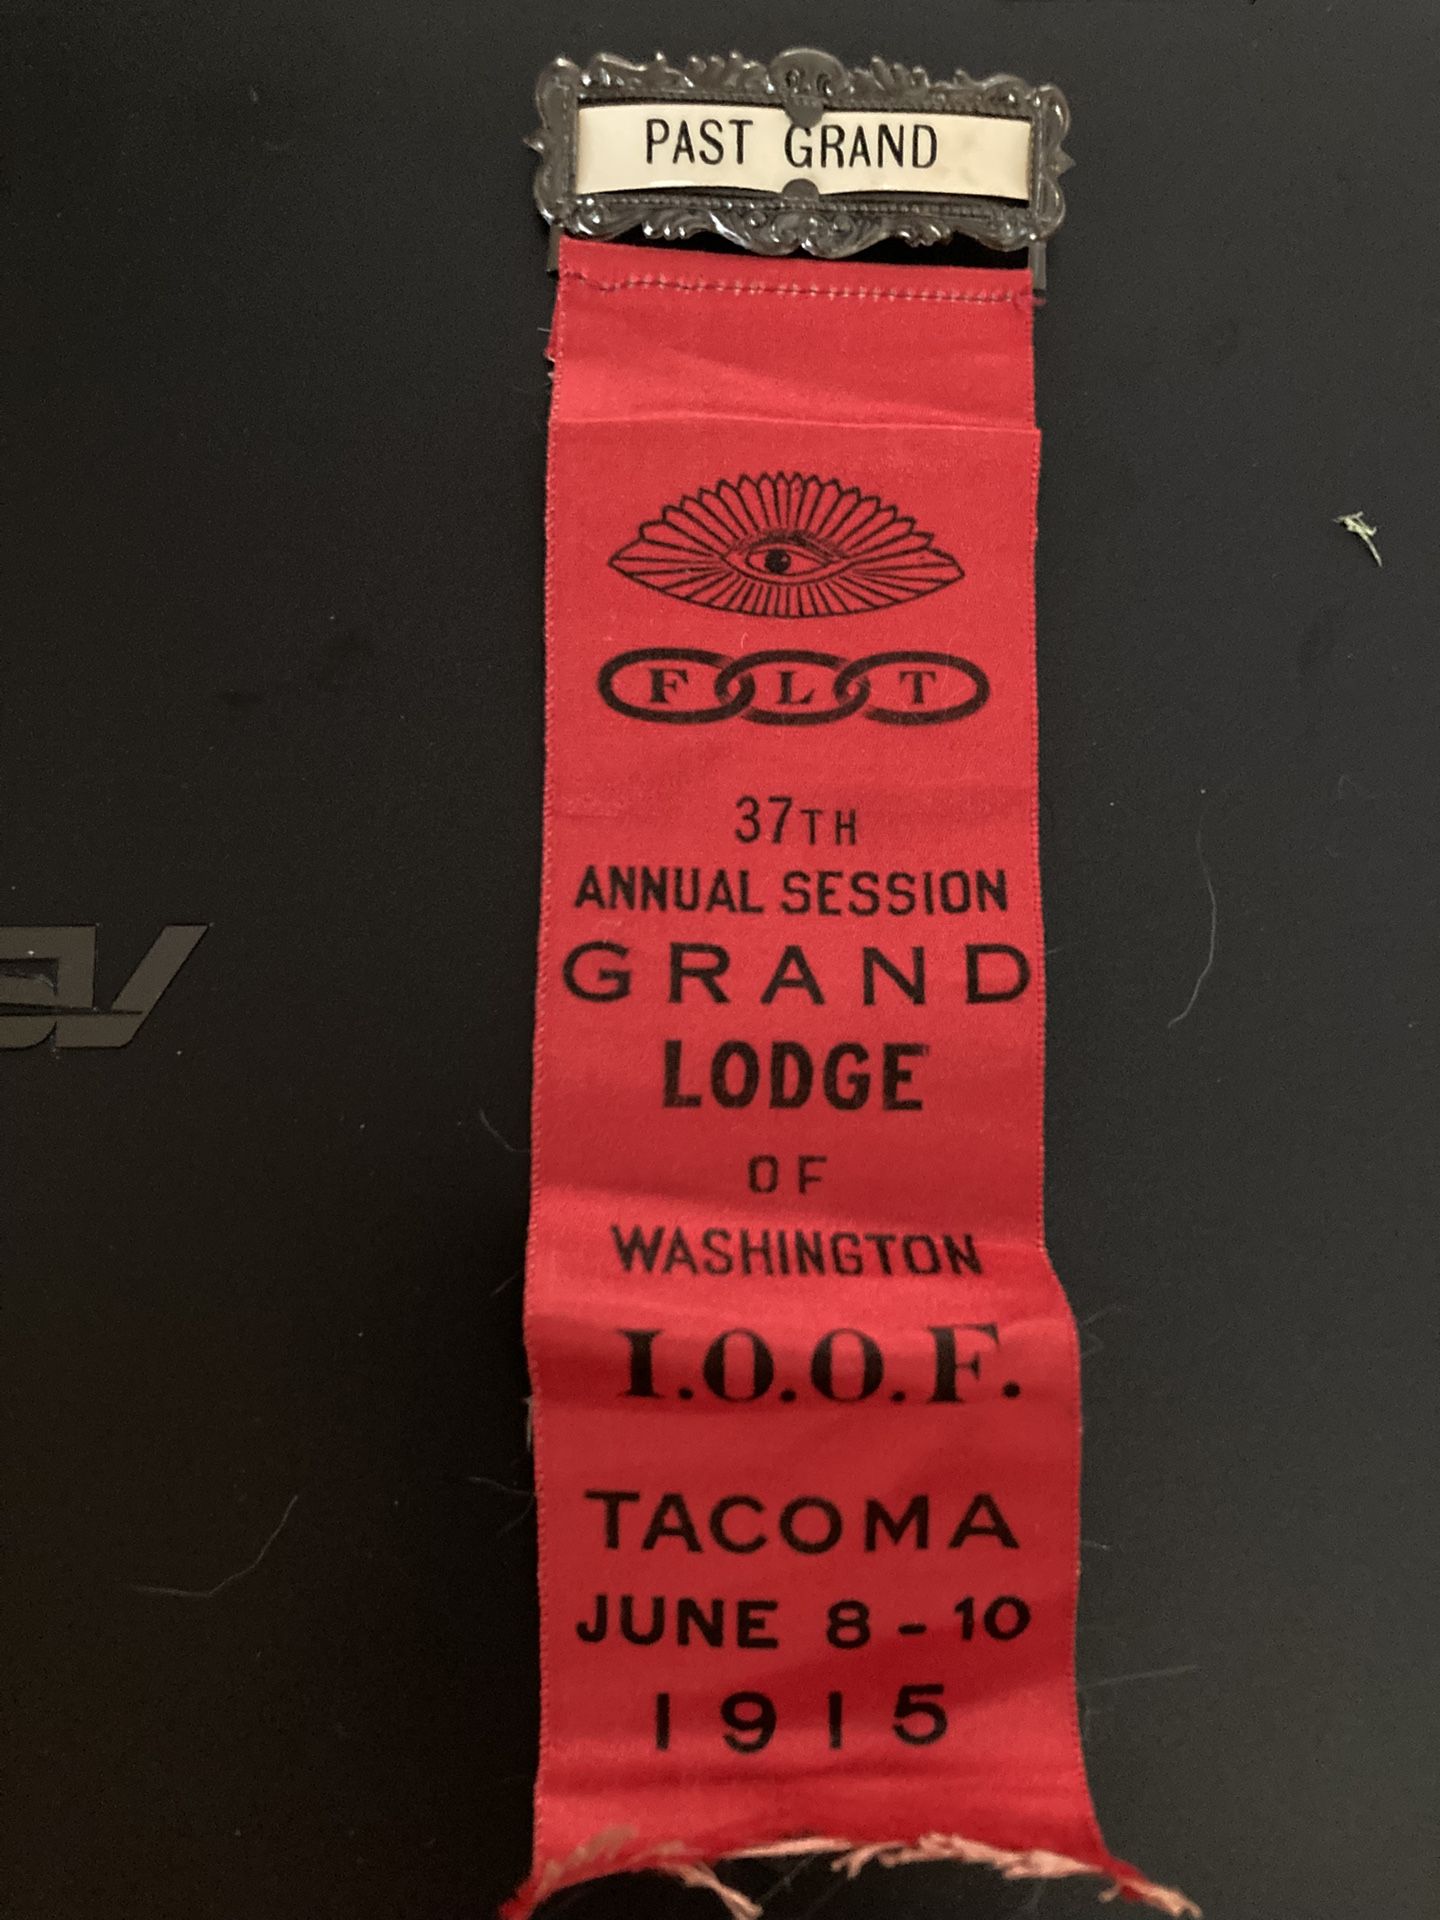 PAST GRAND
F L T
37TH
ANNUAL SESSION
GRAND
LODGE
OF
WASHINGTON
I.O.O.F.
TACOMA
JUNE 8-10
1915